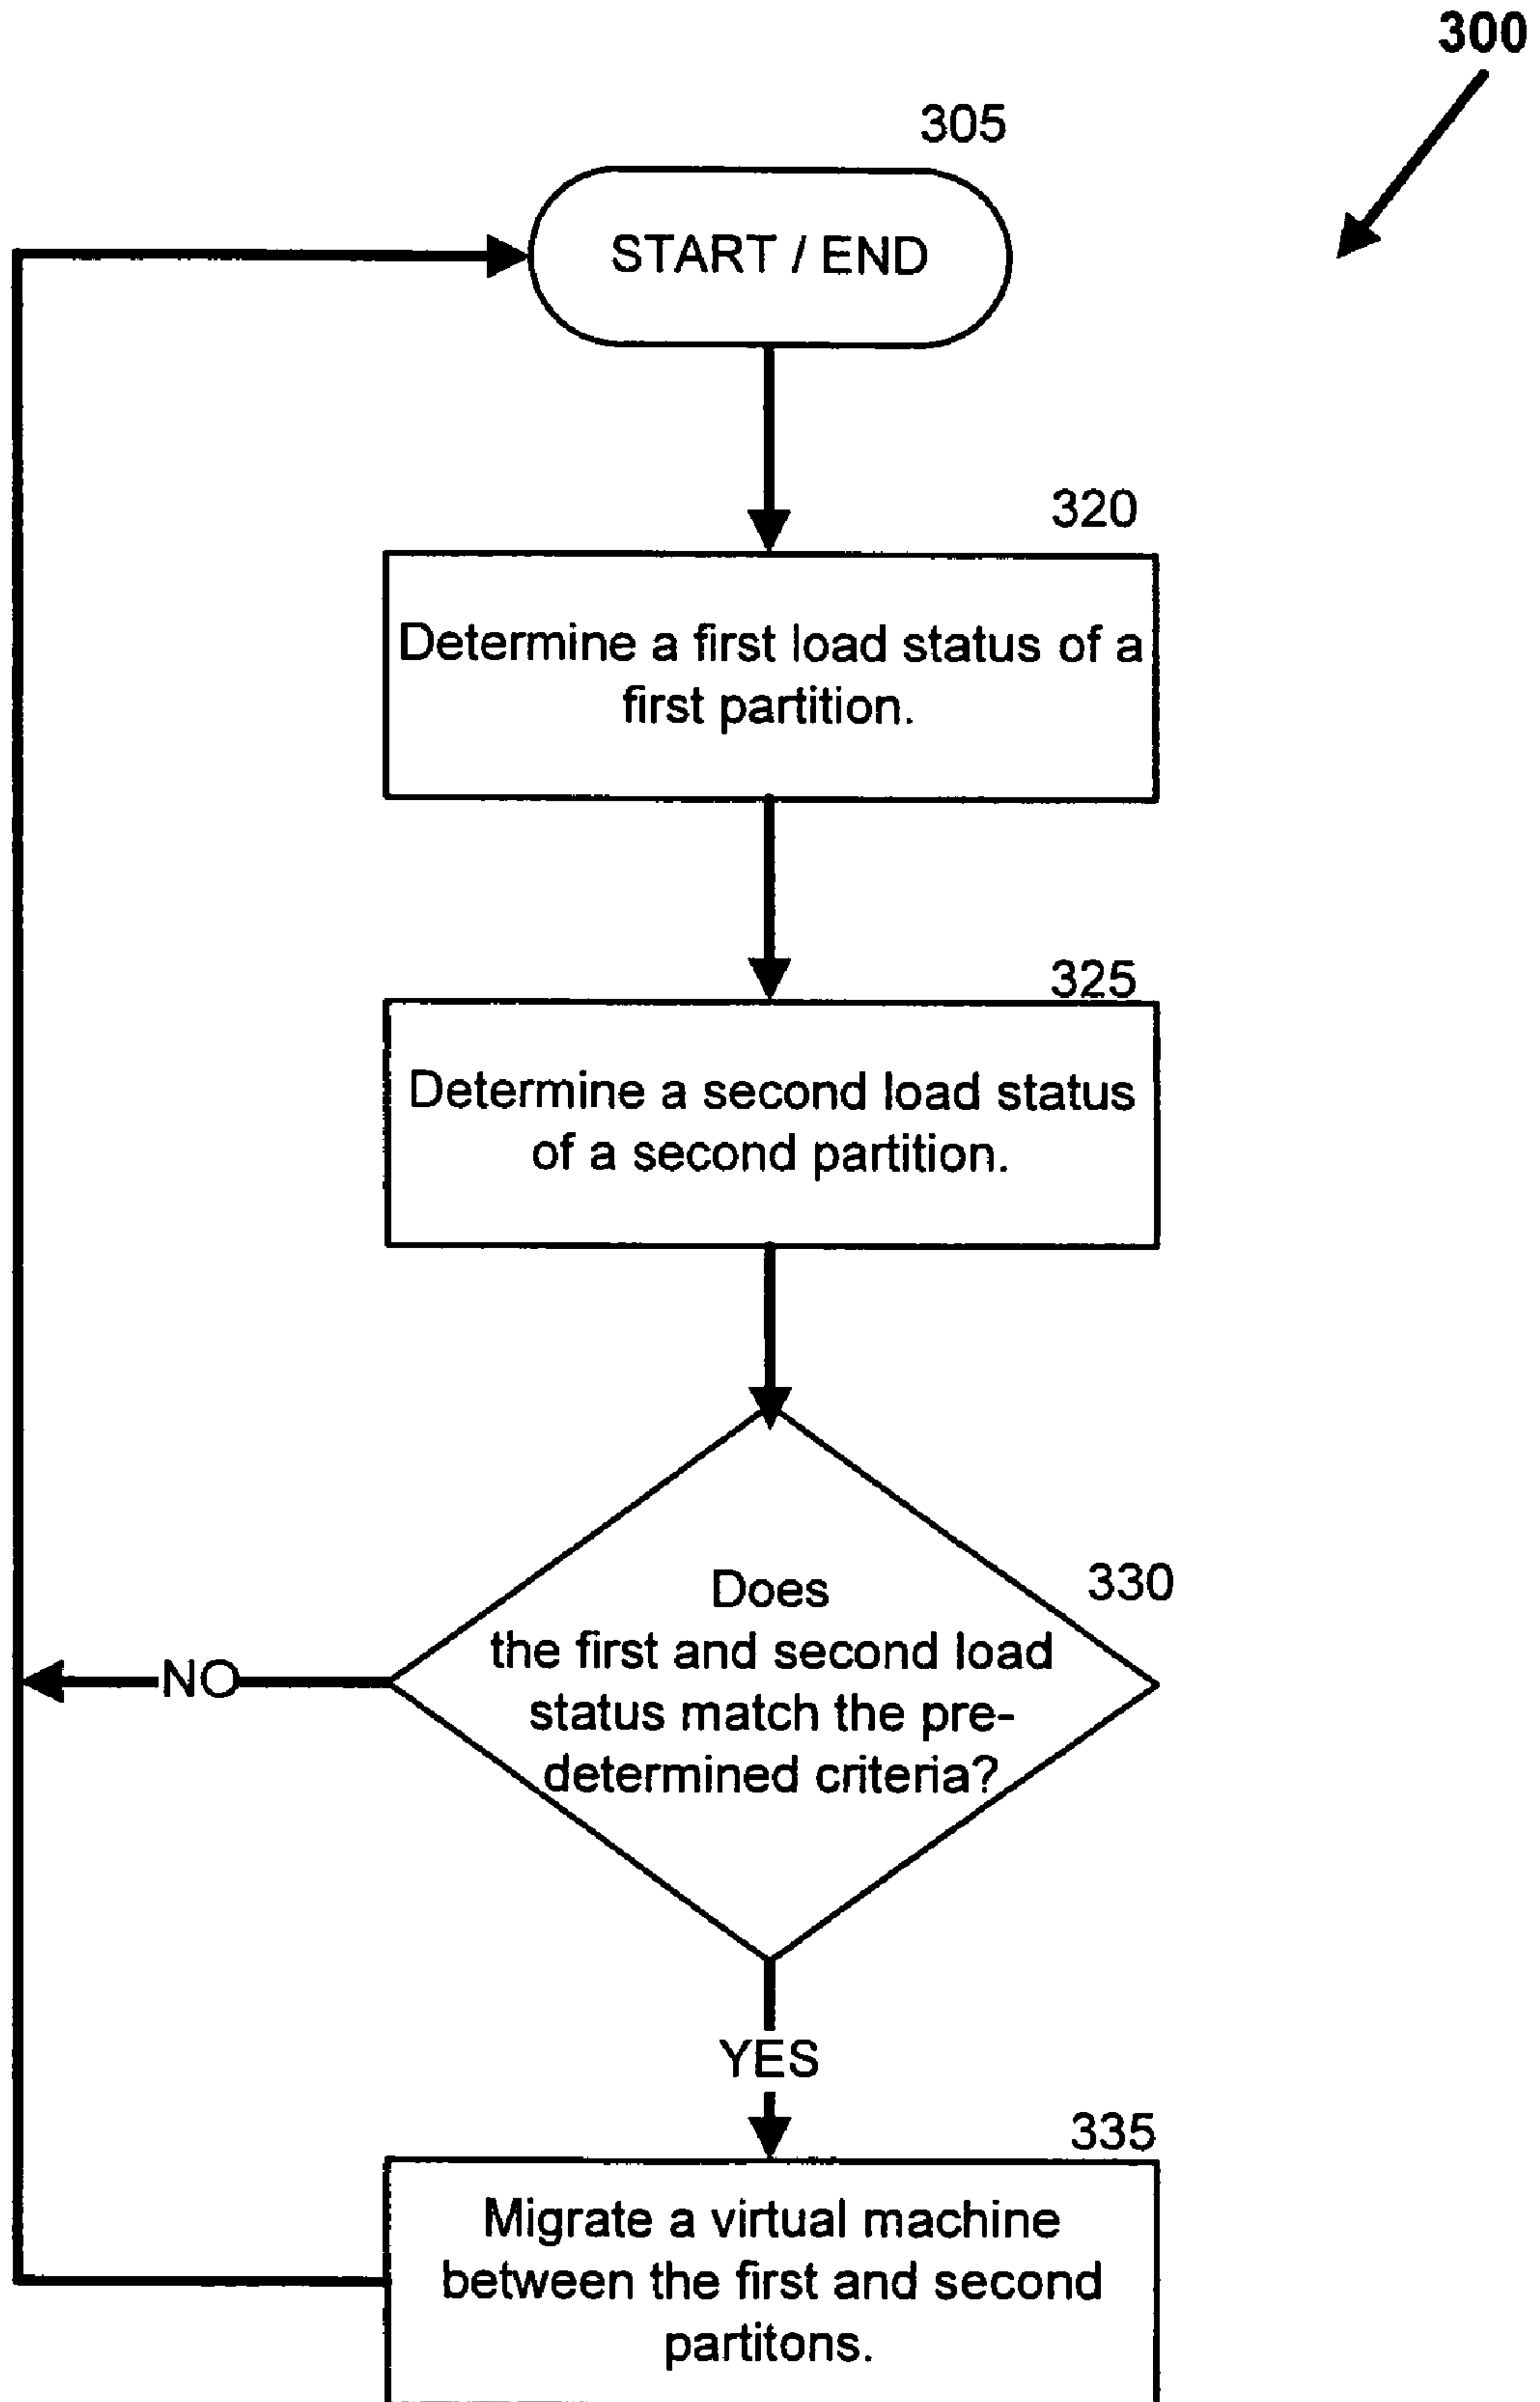 300
305
START / END
320
Determine a first load status of a
first partition.
325
Determine a second load status
of a second partition.
330
Does
the first and second load
status match the pre-
determined criteria?
NO
YES
335
Migrate a virtual machine
between the first and second
partitons.